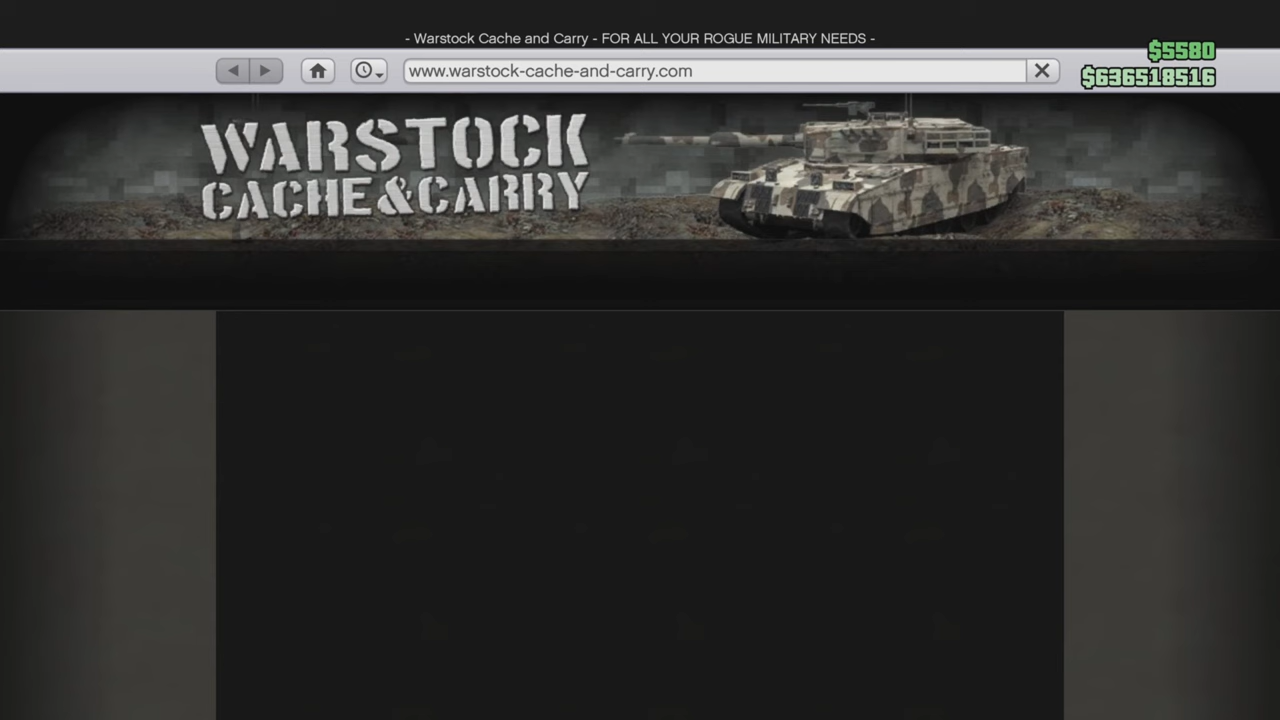 - Warstock Cache and Carry - FOR ALL YOUR ROGUE MILITARY NEEDS -
$5580
www.warstock-cache-and-carry.com
$636518516
WARSTOCK
CACHE&CARRY